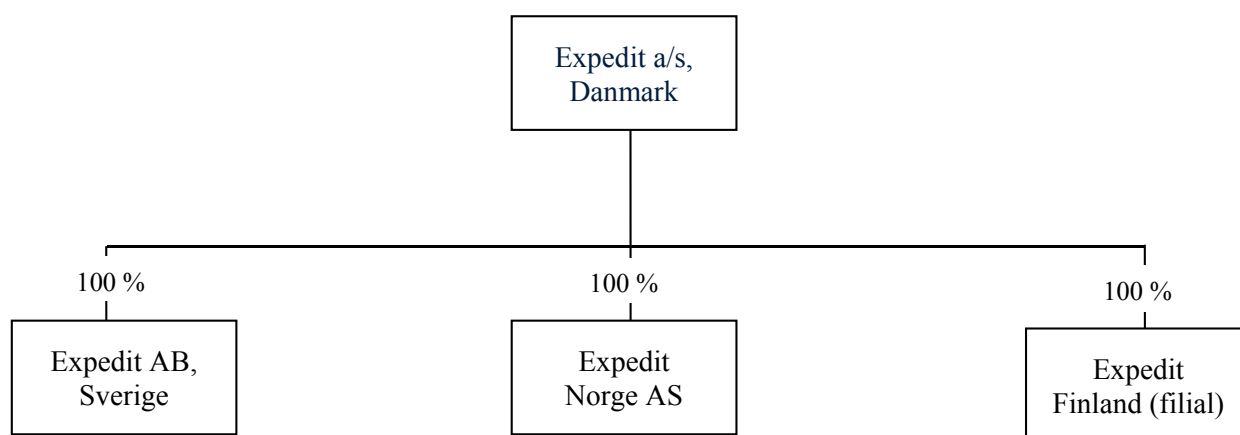 Expedit a/s,
Danmark
100 %
100 %
100 %
Expedit AB,
Sverige
Expedit
Norge AS
Expedit
Finland (filial)